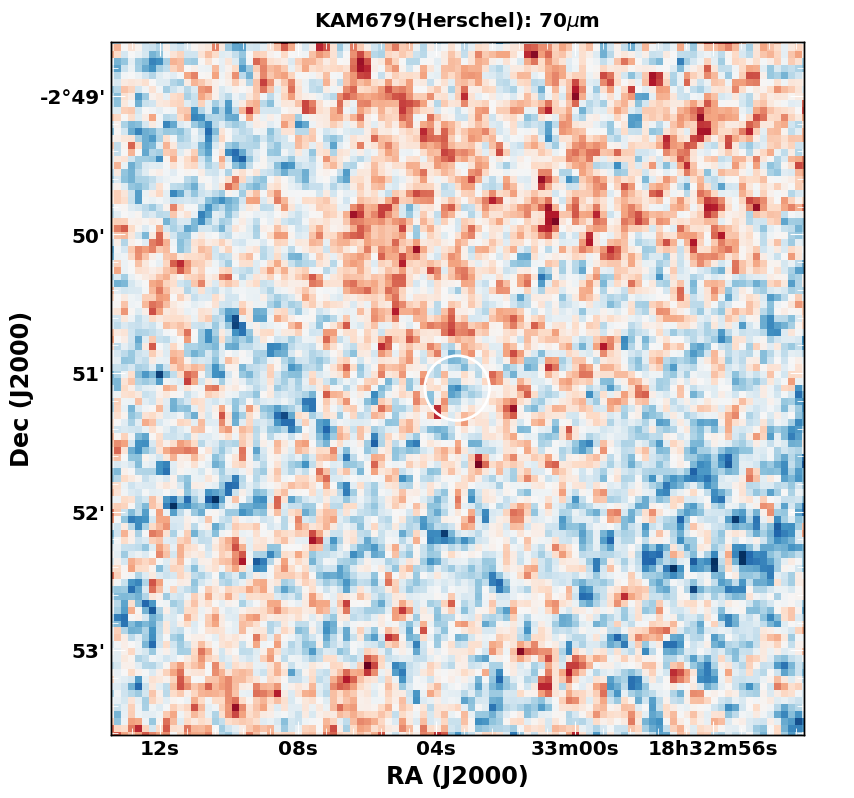 KAM679(Herschel): 70μm
-2°49'
50'
51'
52'
53'
Dec (J2000)
12s 08s 04s 33m00s 18h32m56s
RA (J2000)